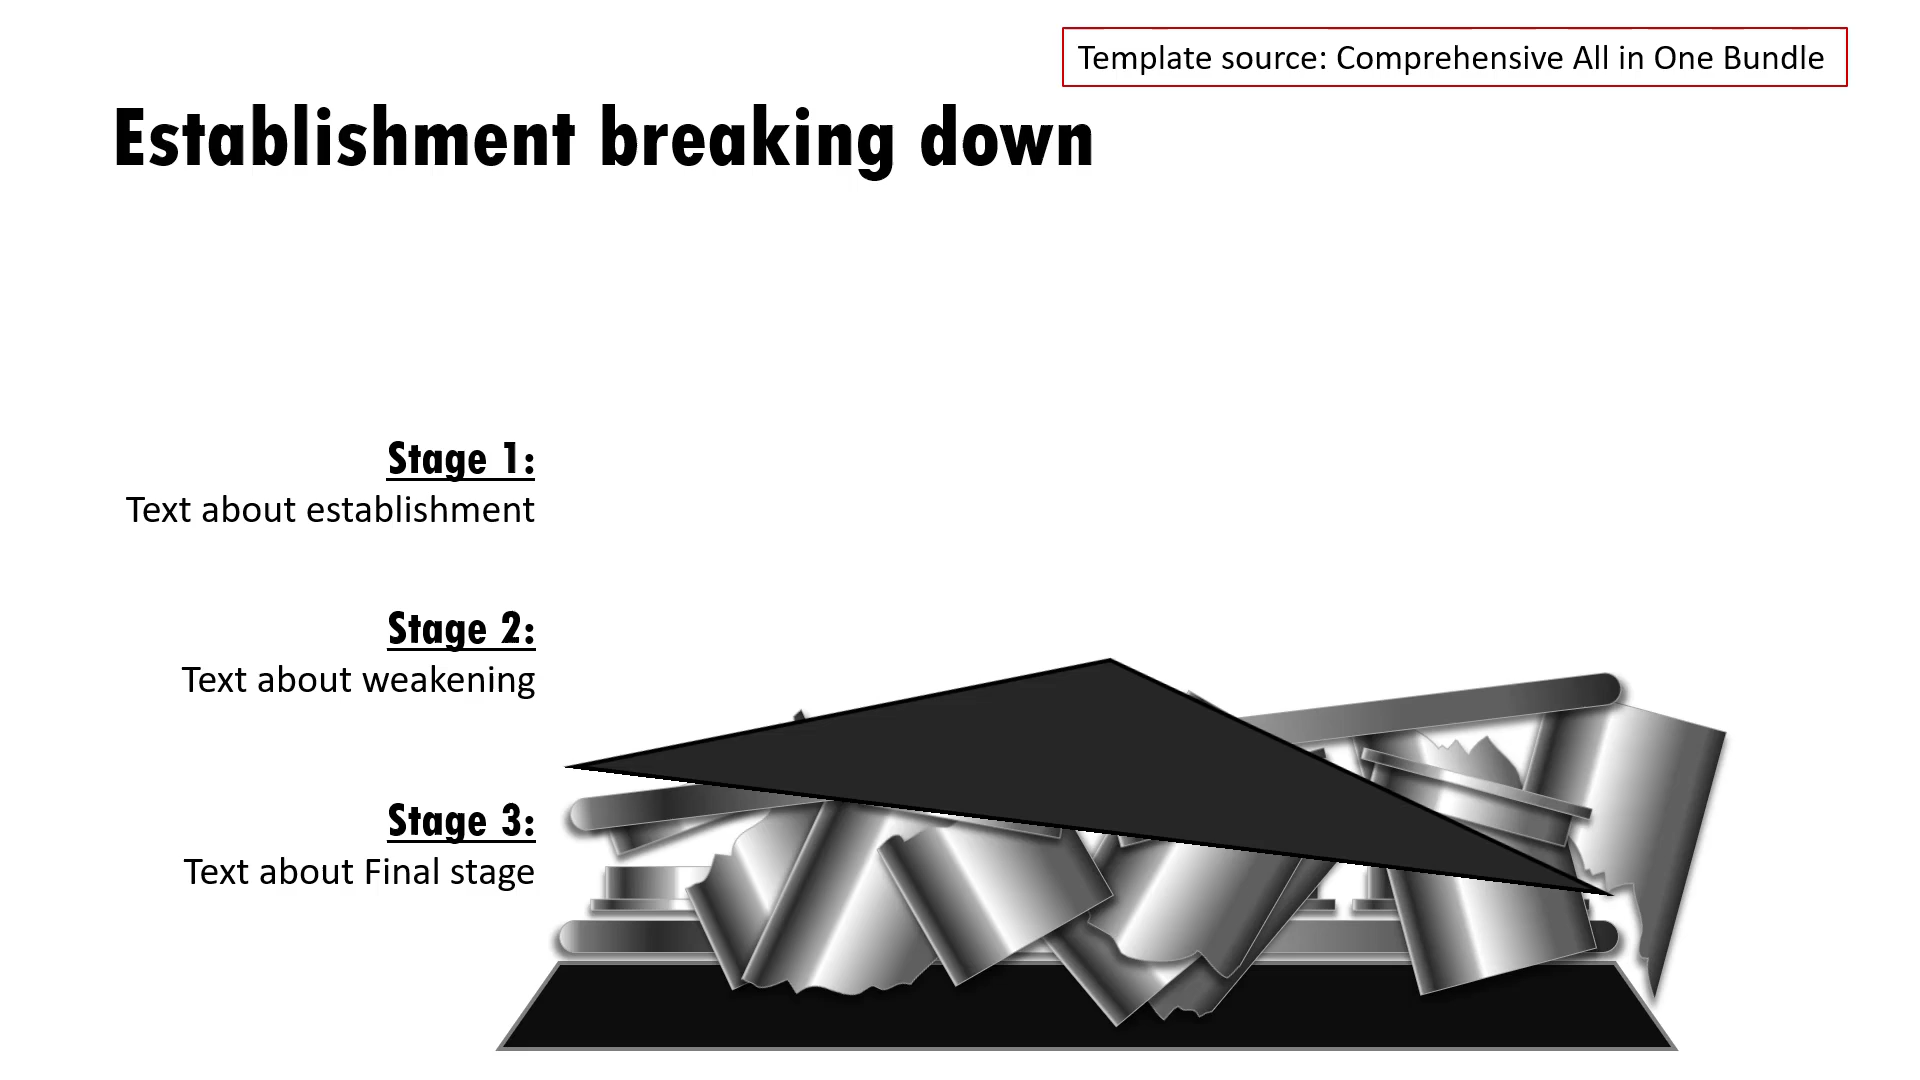 Template source: Comprehensive All in One Bundle
Establishment breaking down
Stage 1:
Text about establishment
Stage 2:
Text about weakening
Stage 3:
Text about Final stage